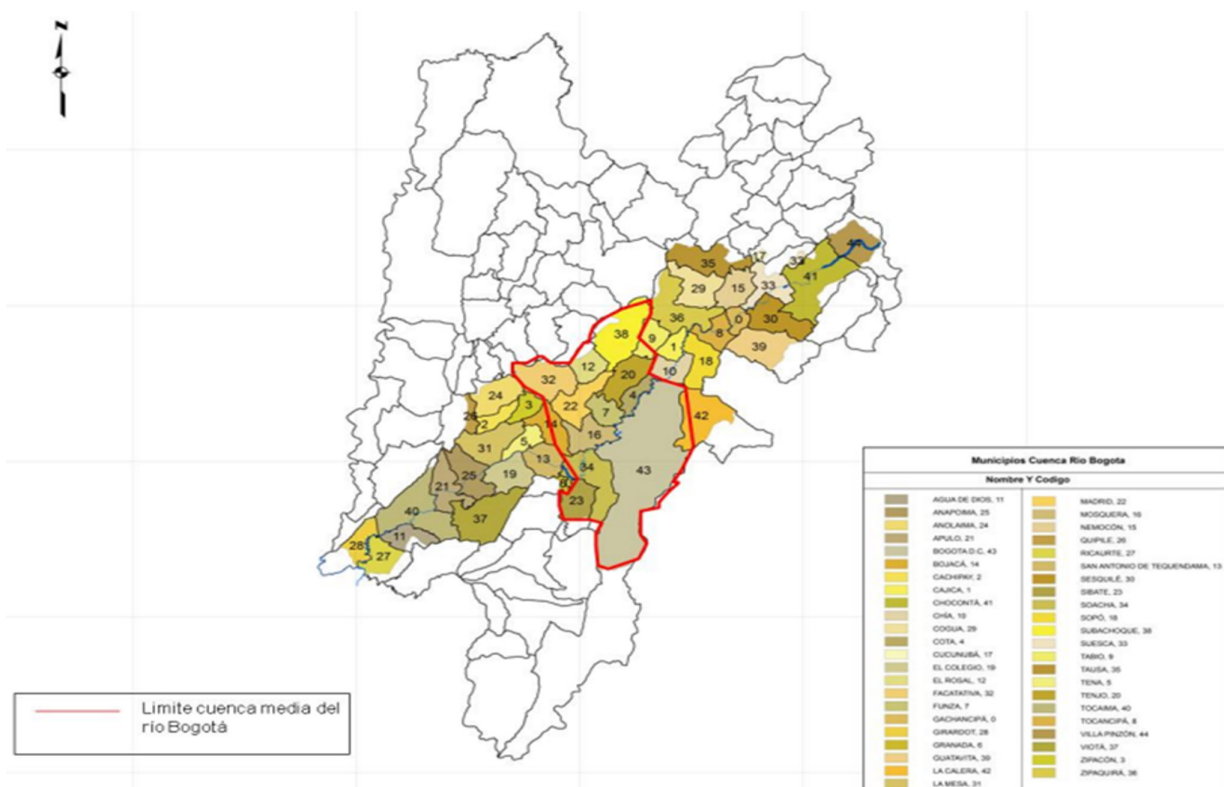 N
44
17
33
35
41
29
15
33
36
30
0
8
38
9
1
39
18
12
10
32
20
24
4
3
22
7
42
26
2
14
16
5
31
13
34
43
25
19
6
21
23
40
37
11
28
27
Limite cuenca media del
río Bogotá
Municipios Cuenca Rio Bogota
Nombre Y Codigo
AGUA DE DIOS, 11
ANAPOIMA, 25
ANOLAIMA, 24
APULO, 21
BOGOTA D.C, 43
BOJACÁ, 14
CACHIPAY, 2
CAJICA, 1
CHOCONTÁ, 41
CHÍA, 10
COGUA, 29
COTA, 4
CUCUNUBÁ, 17
EL COLEGIO, 19
EL ROSAL, 12
FACATATIVA, 32
FUNZA, 7
GACHANCIPÁ, 0
GIRARDOT, 28
GRANADA, 6
GUATAVITA, 39
LA CALERA, 42
LA MESA, 31
MADRID, 22
MOSQUERA, 16
NEMOCÓN, 15
QUIPILE, 26
RICAURTE, 27
SAN ANTONIO DE TEQUENDAMA, 13
SESQUILÉ, 30
SIBATE, 23
SOACHA, 34
SOPÓ, 18
SUBACHOQUE, 38
SUESCA, 33
TABIO, 9
TAUSA, 35
TENA, 5
TENJO, 20
TOCAIMA, 40
TOCANCIPÁ, 8
VILLA PINZÓN, 44
VIOTÁ, 37
ZIPACÓN, 3
ZIPAQUIRÁ, 36